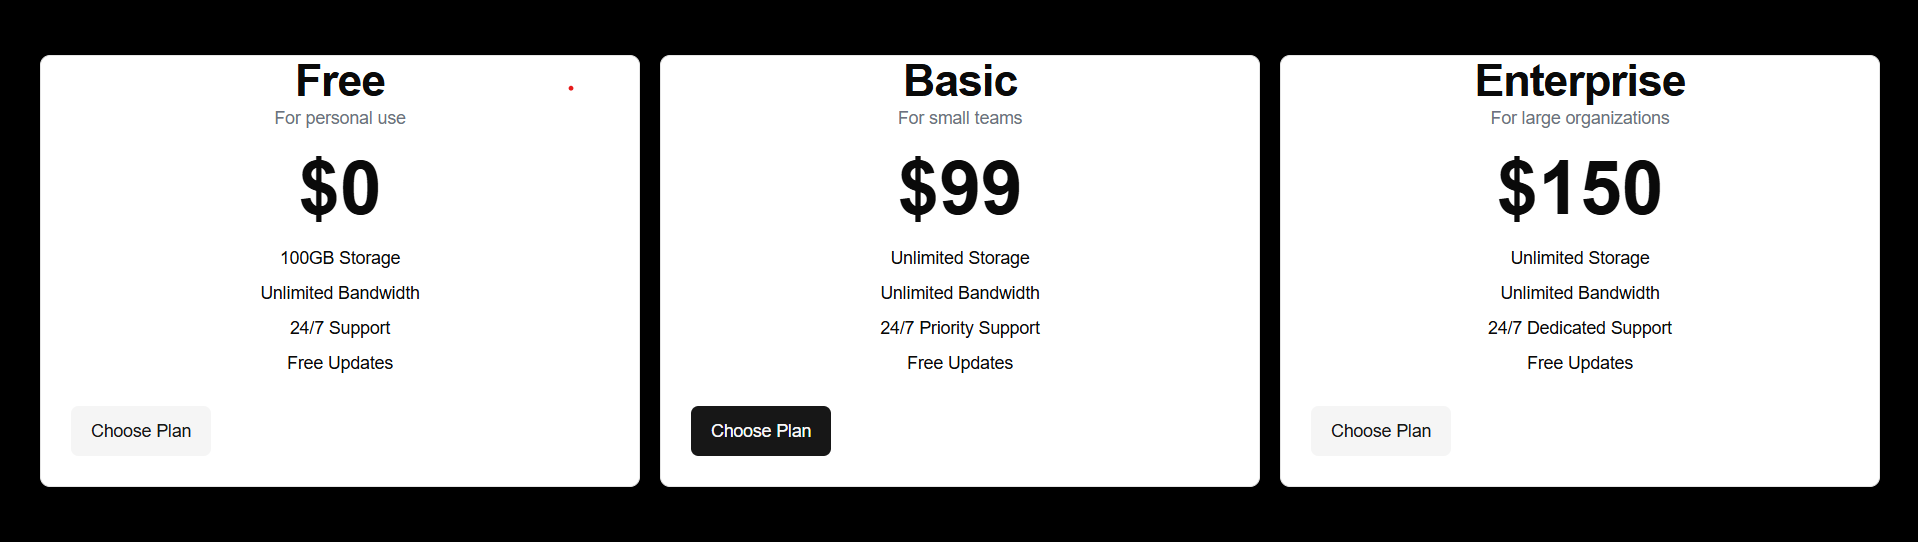 Free
For personal use
$0
100GB Storage
Unlimited Bandwidth
24/7 Support
Free Updates
Choose Plan
Basic
For small teams
$99
Unlimited Storage
Unlimited Bandwidth
24/7 Priority Support
Free Updates
Choose Plan
Enterprise
For large organizations
$150
Unlimited Storage
Unlimited Bandwidth
24/7 Dedicated Support
Free Updates
Choose Plan